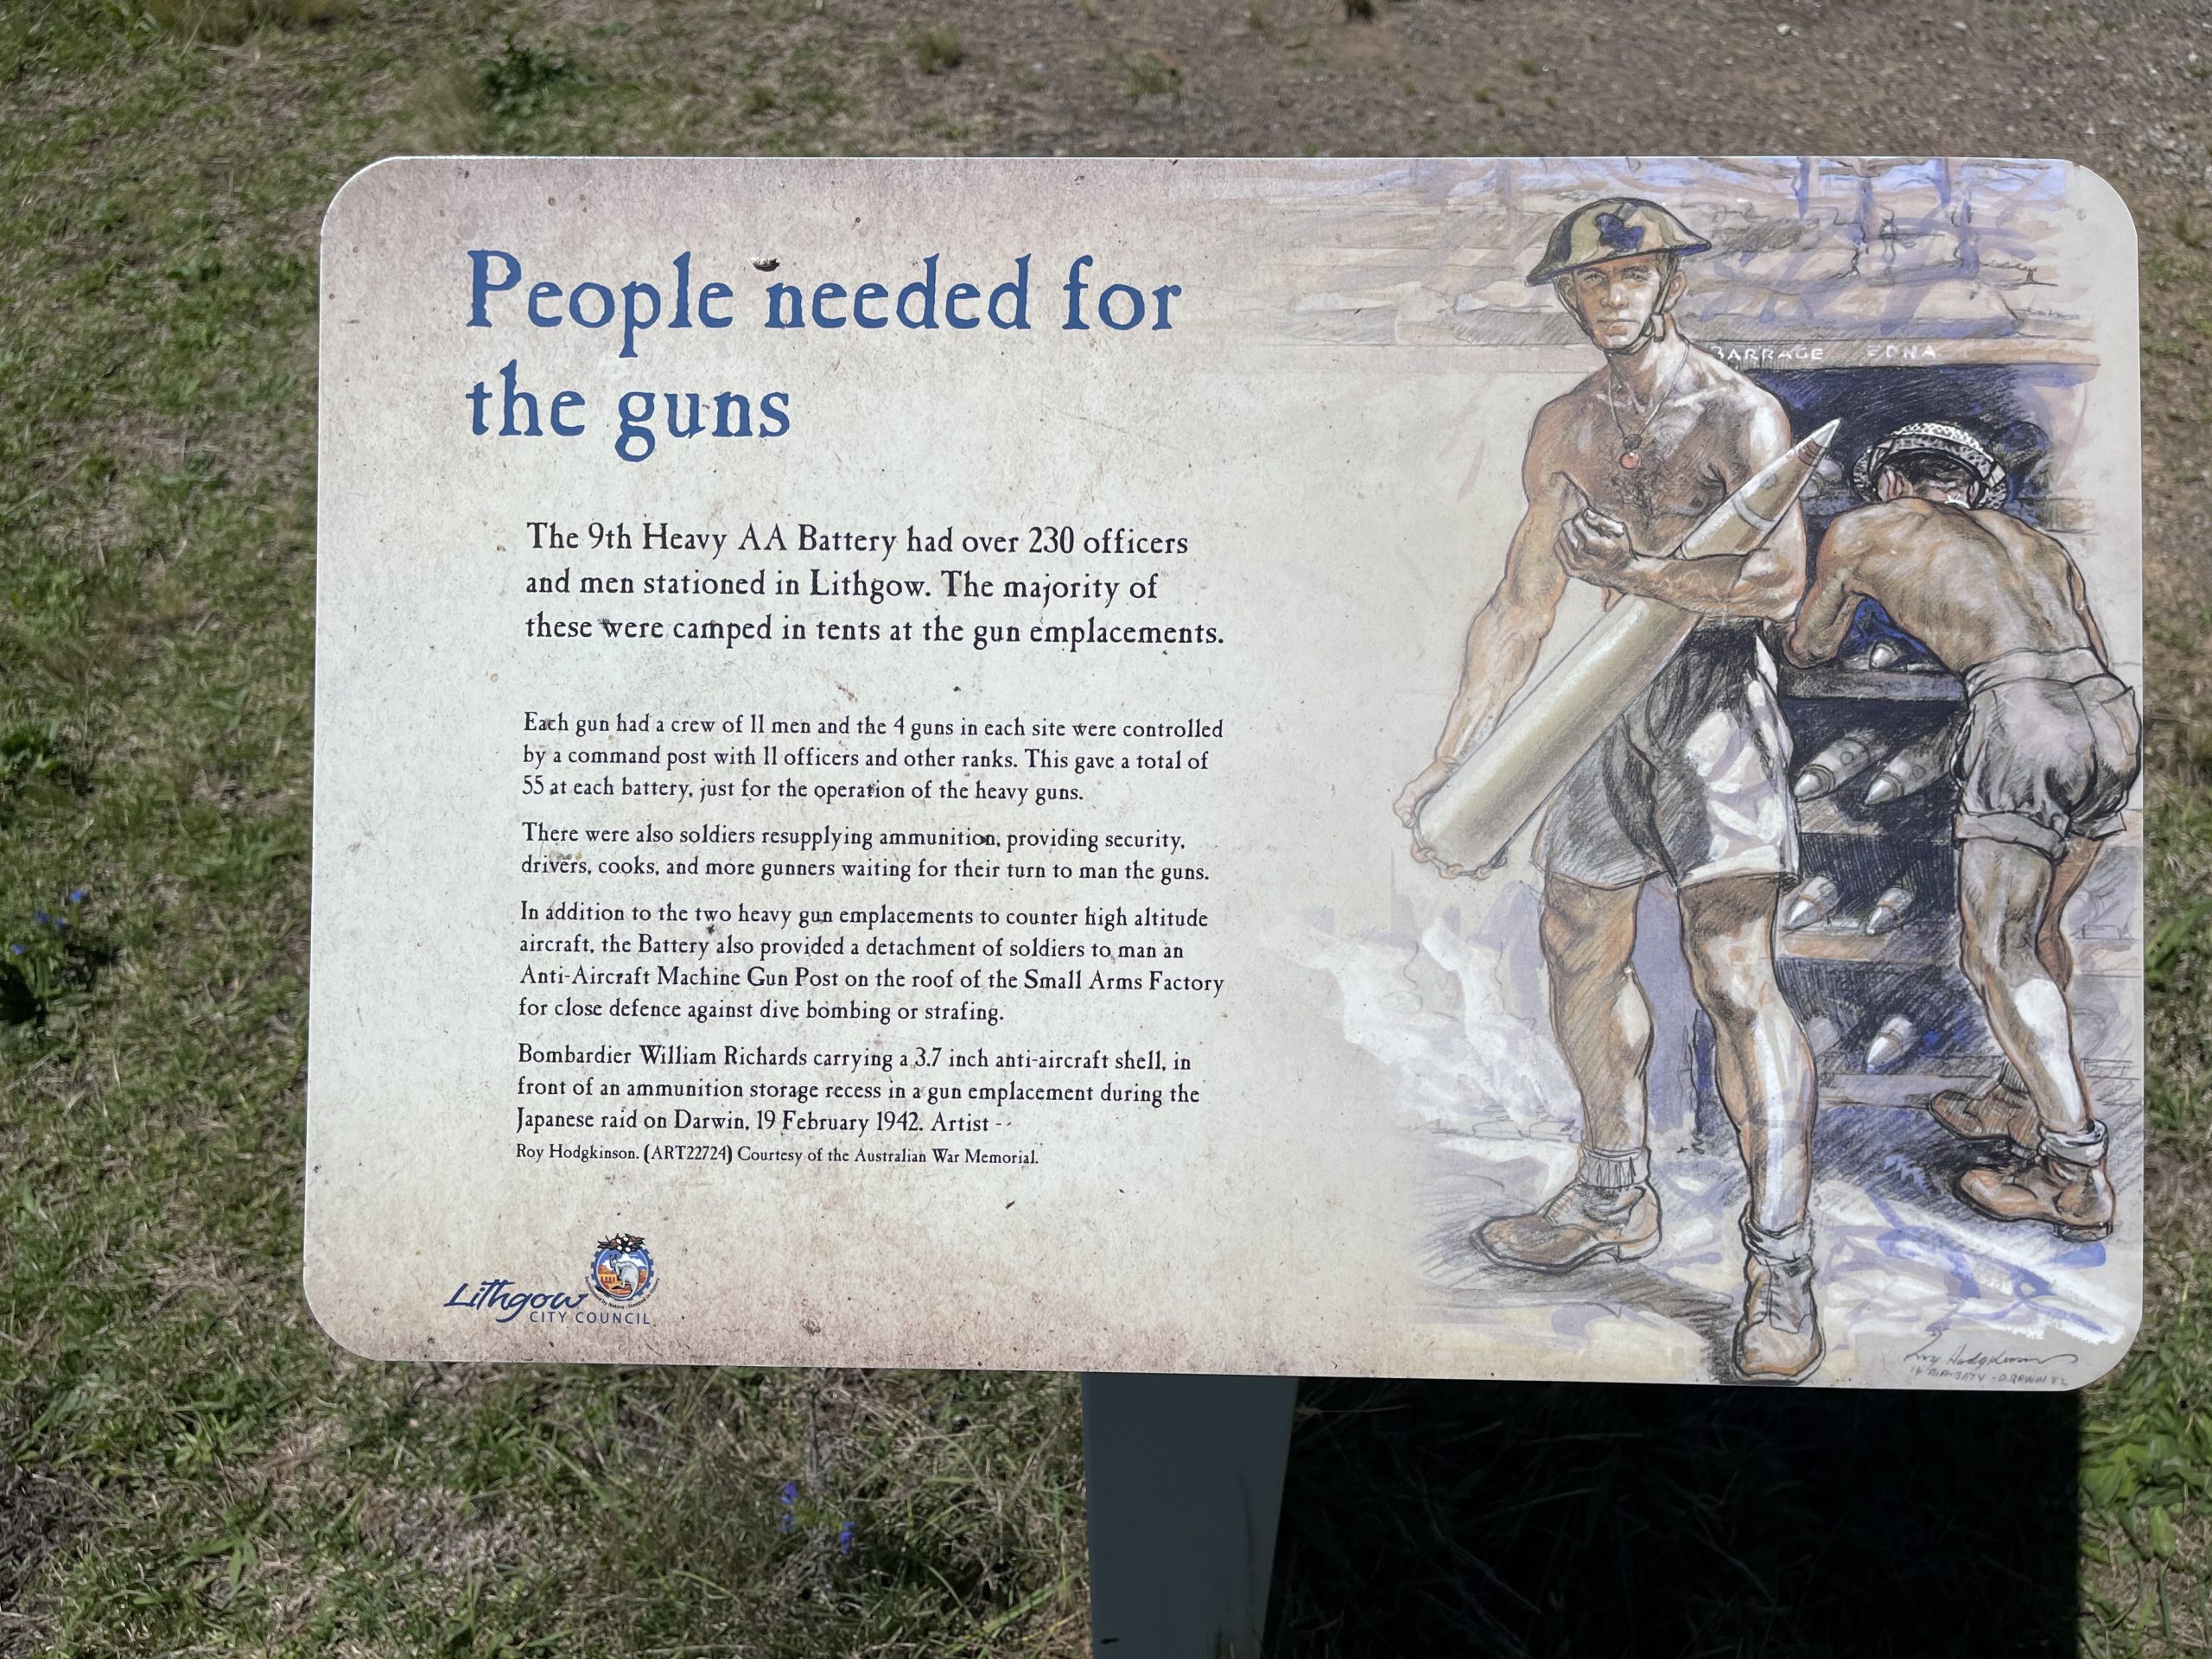 People needed for
the guns
The 9th Heavy AA Battery had over 230 officers
and men stationed in Lithgow. The majority of
these were camped in tents at the gun emplacements.
Each gun had a crew of 11 men and the 4 guns in each site were controlled
by a command post with 11 officers and other ranks. This gave a total of
55 at each battery, just for the operation of the heavy guns.
There were also soldiers resupplying ammunition, providing security,
drivers, cooks, and more gunners waiting for their turn to man the guns.
In addition to the two heavy gun emplacements to counter high altitude
aircraft, the Battery also provided a detachment of soldiers to man an
Anti-Aircraft Machine Gun Post on the roof of the Small Arms Factory
for close defence against dive bombing or strafing.
Bombardier William Richards carrying a 3.7 inch anti-aircraft shell, in
front of an ammunition storage recess in a gun emplacement during the
Japanese raid on Darwin, 19 February 1942. Artist --
Roy Hodgkinson. (ART22724) Courtesy of the Australian War Memorial.
Lithgow
CITY COUNCIL
BARRAGE EDNA
Roy Hodgkinson